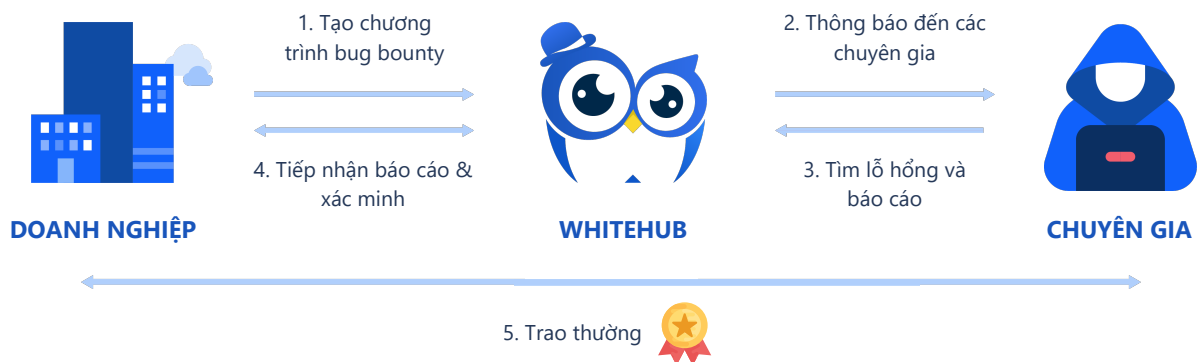 1. Tạo chương
trình bug bounty
2. Thông báo đến các
chuyên gia
4. Tiếp nhận báo cáo &
xác minh
3. Tìm lỗ hổng và
báo cáo
DOANH NGHIỆP
WHITEHUB
CHUYÊN GIA
5. Trao thưởng